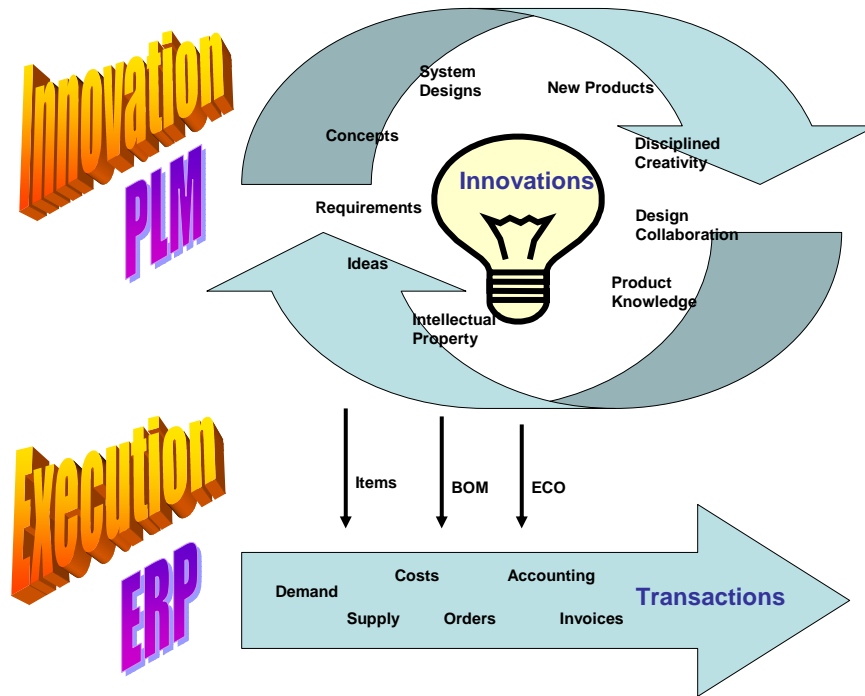 Innovation
PLM
System
Designs
New Products
Concepts
Disciplined
Creativity
Innovations
Requirements
Design
Collaboration
Ideas
Product
Knowledge
Intellectual
Property
Execution
ERP
Items
BOM
ECO
Demand
Costs
Accounting
Transactions
Supply
Orders
Invoices